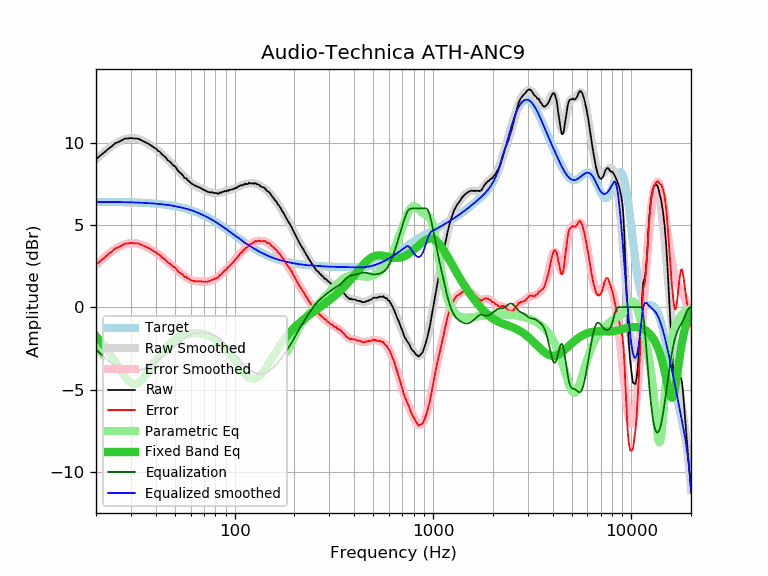 Audio-Technica ATH-ANC9
Amplitude (dBr)
10
5
0
−5
−10
Target
Raw Smoothed
Error Smoothed
Raw
Error
Parametric Eq
Fixed Band Eq
Equalization
Equalized smoothed
100 1000 10000
Frequency (Hz)